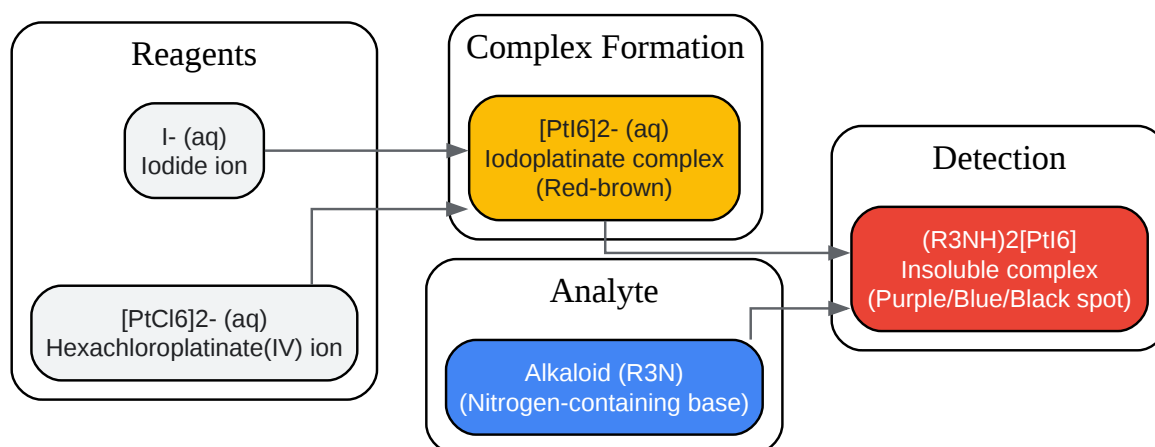 Reagents
I- (aq)
Iodide ion
[PtCl6]2- (aq)
Hexachloroplatinate(IV) ion
Complex Formation
[PtI6]2- (aq)
Iodoplatinate complex
(Red-brown)
Analyte
Alkaloid (R3N)
(Nitrogen-containing base)
Detection
(R3NH)2[PtI6]
Insoluble complex
(Purple/Blue/Black spot)